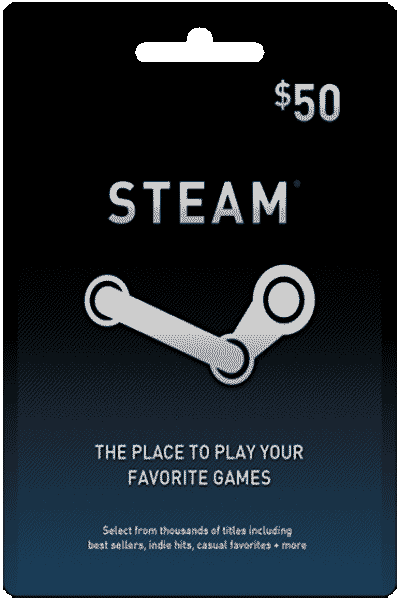 $50
STEAM®
THE PLACE TO PLAY YOUR
FAVORITE GAMES
Select from thousands of titles including
best sellers, indie hits, casual favorites + more